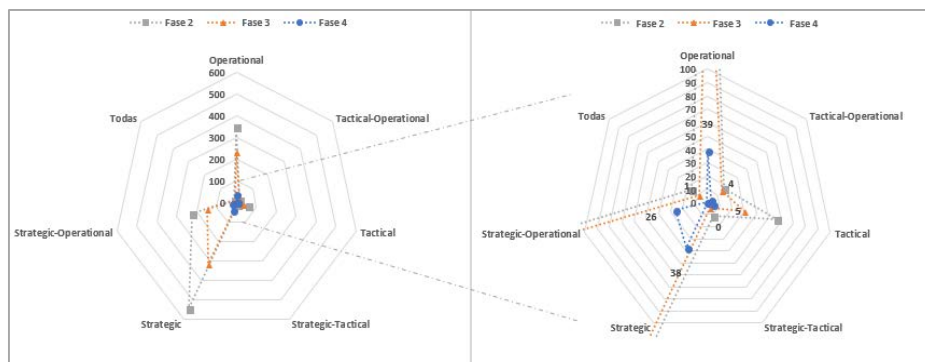 Fase 2 Fase 3 Fase 4
Operational
600
500
400
300
200
100
0
Todas
Tactical-Operational
Strategic-Operational
Tactical
Strategic
Strategic-Tactical
Fase 2 Fase 3 Fase 4
Operational
100
90
80
70
60
50
40
30
20
10
0
39
Todas
Tactical-Operational
1
4
Strategic-Operational
26
5
Tactical
0
38
Strategic
Strategic-Tactical